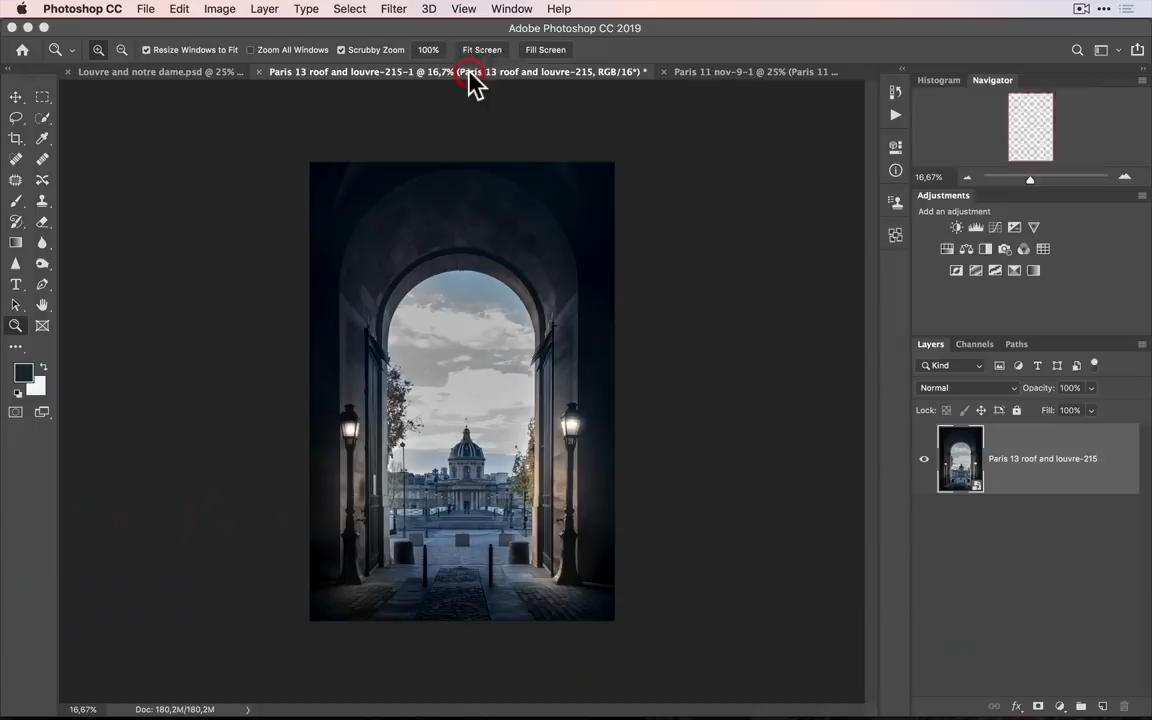 Photoshop CC File Edit Image Layer Type Select Filter 3D View Window Help
Adobe Photoshop CC 2019
Resize Windows to Fit Zoom All Windows Scrubby Zoom 100% Fit Screen Fill Screen
Louvre and notre dame.psd @ 25% ... Paris 13 roof and louvre-215-1 @ 16,7% (Paris 13 roof and louvre-215, RGB/16*) * Paris 11 nov-9-1 @ 25% (Paris 11 ...
Histogram Navigator
16,67%
Adjustments
Add an adjustment
Layers Channels Paths
Kind
Normal Opacity: 100%
Lock: Fill: 100%
Paris 13 roof and louvre-215
16,67% Doc: 180,2M/180,2M